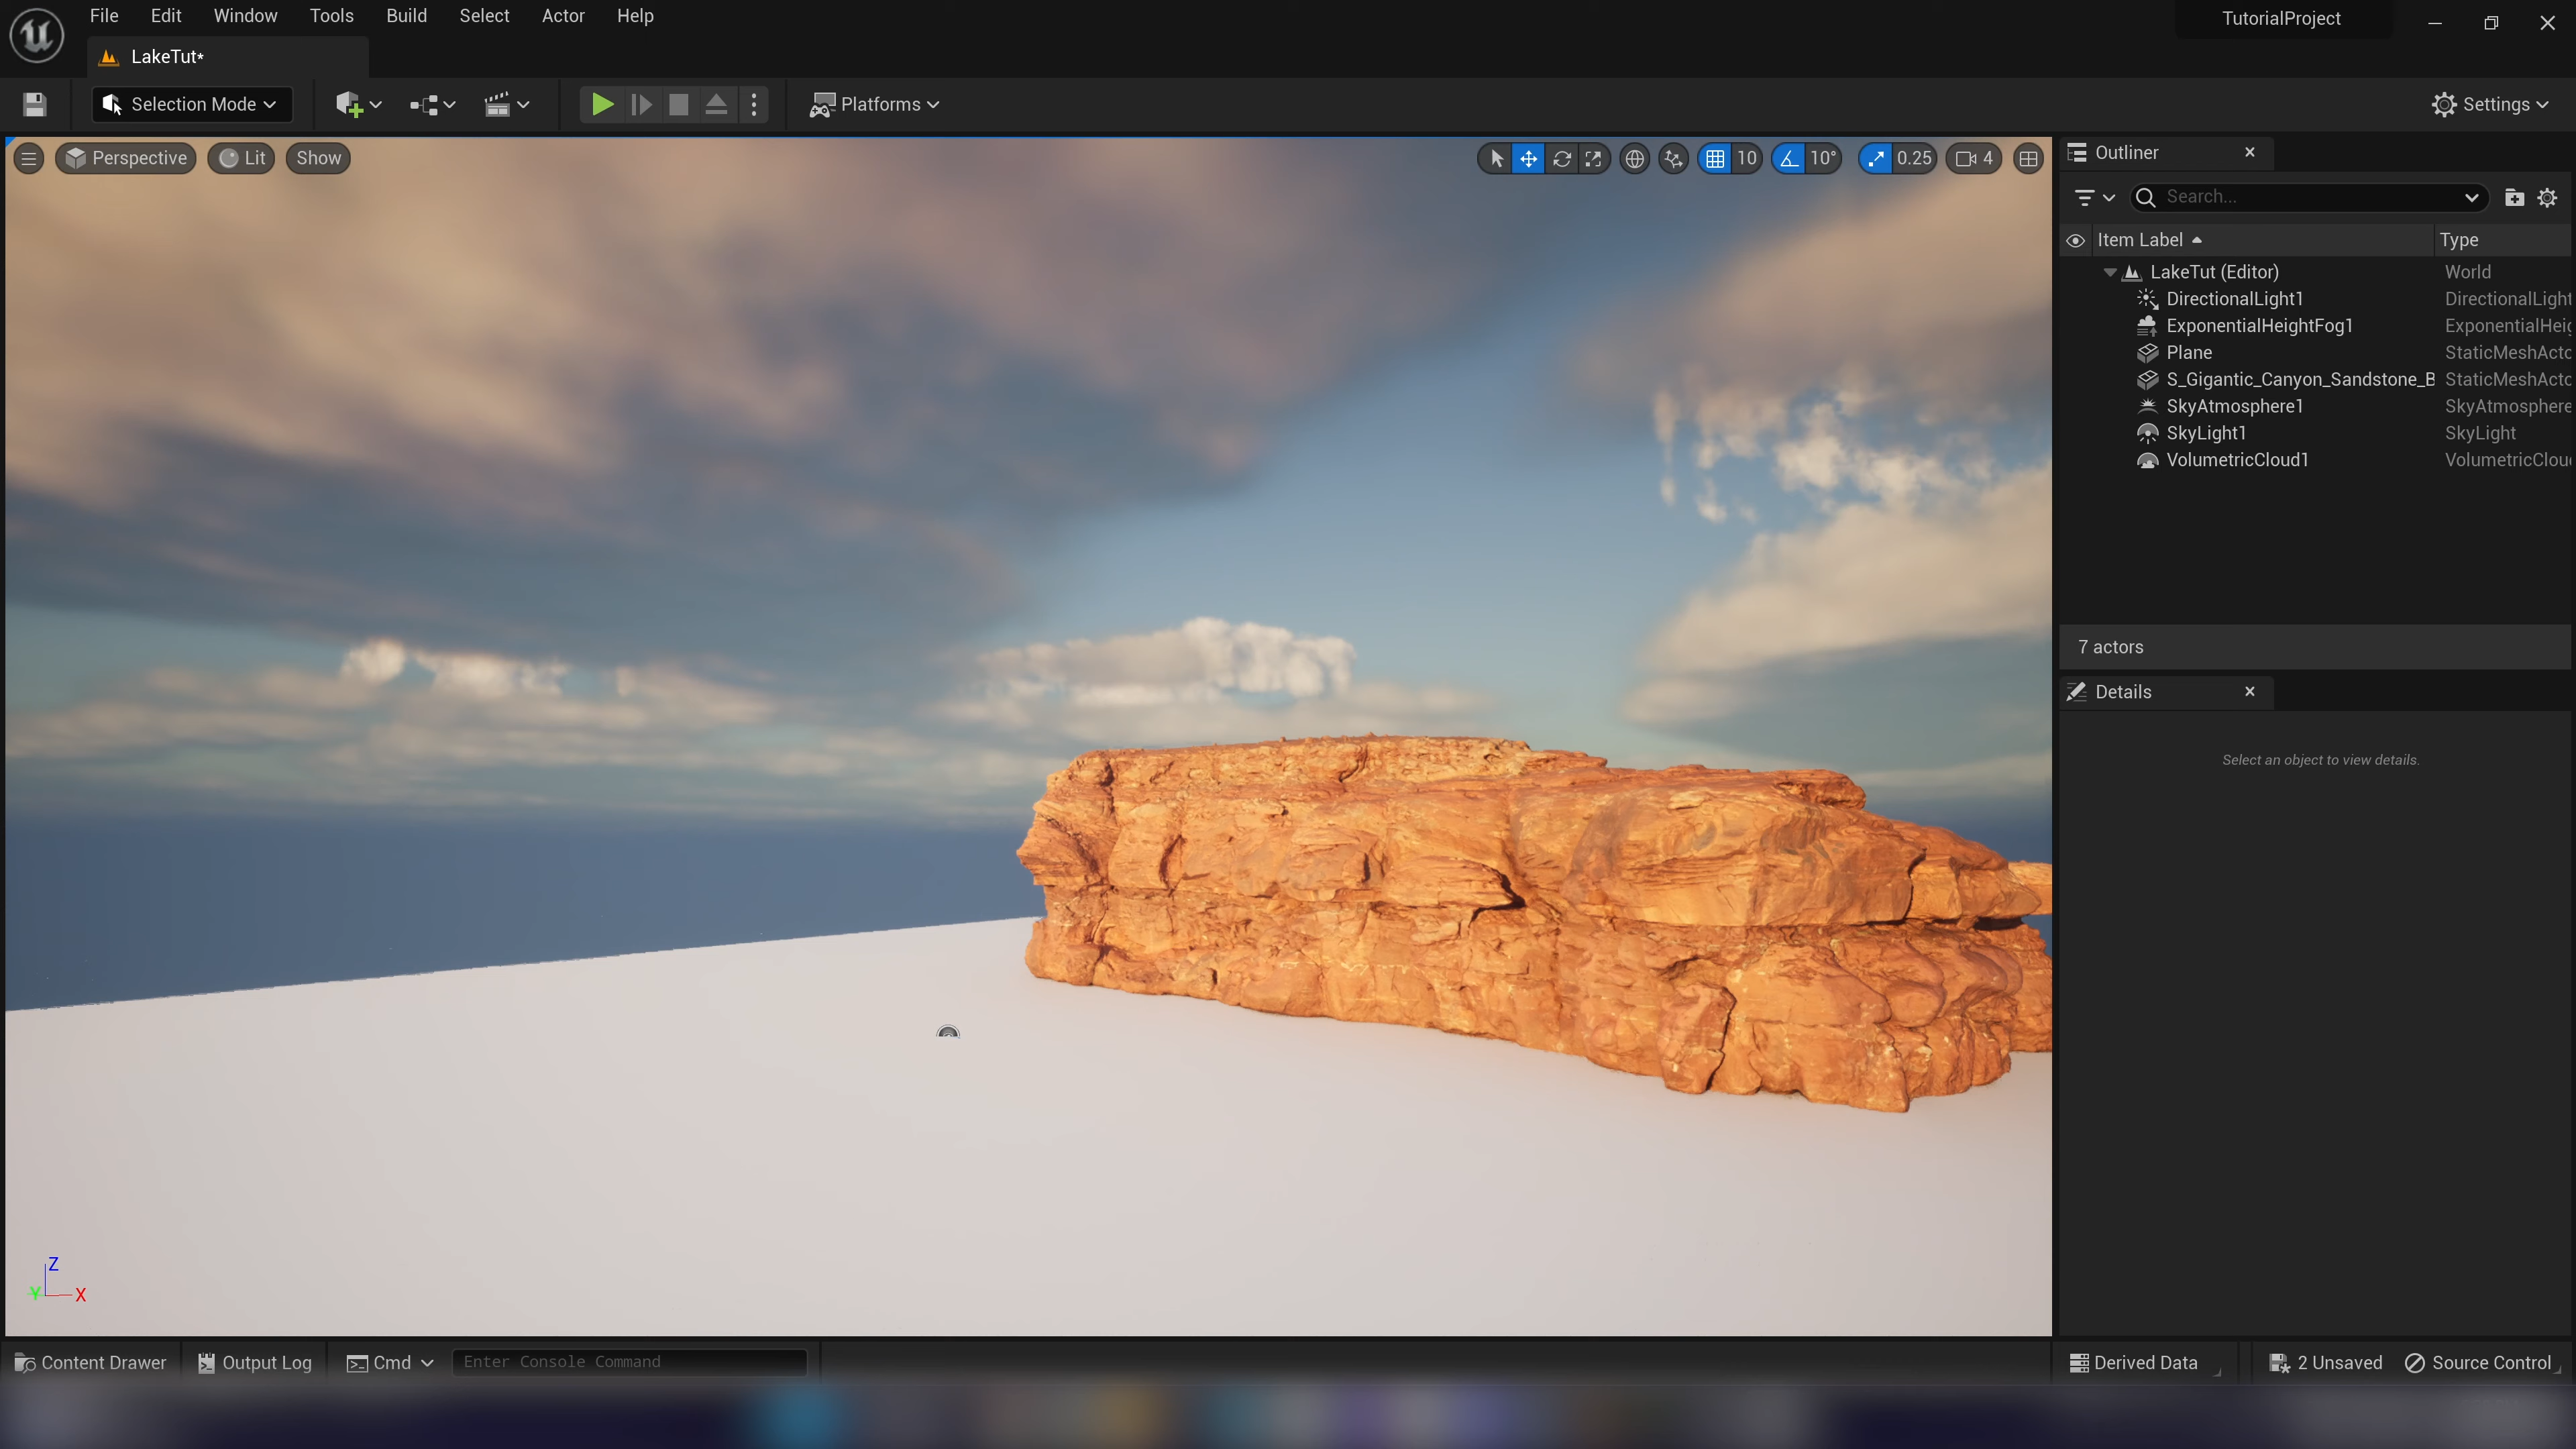 File Edit Window Tools Build Select Actor Help
TutorialProject
LakeTut*
Selection Mode
Platforms
Settings
Perspective
Lit
Show
10
10°
0.25
4
Outliner
Search...
Item Label
Type
LakeTut (Editor) World
DirectionalLight1 DirectionalLight
ExponentialHeightFog1 ExponentialHeig
Plane StaticMeshActo
S_Gigantic_Canyon_Sandstone_B StaticMeshActo
SkyAtmosphere1 SkyAtmosphere
SkyLight1 SkyLight
VolumetricCloud1 VolumetricClou
7 actors
Details
Select an object to view details.
Z
Y X
Content Drawer
Output Log
Cmd
Enter Console Command
Derived Data
2 Unsaved
Source Control